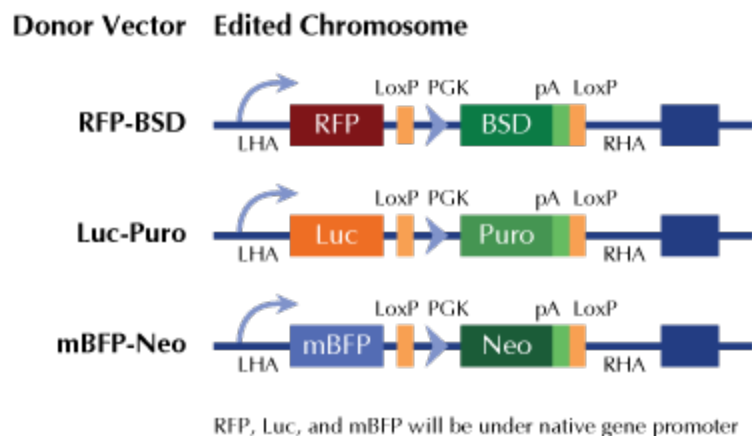 Donor Vector Edited Chromosome
LoxP PGK pA LoxP
RFP-BSD RFP BSD
LHA RHA
LoxP PGK pA LoxP
Luc-Puro Luc Puro
LHA RHA
LoxP PGK pA LoxP
mBFP-Neo mBFP Neo
LHA RHA
RFP, Luc, and mBFP will be under native gene promoter